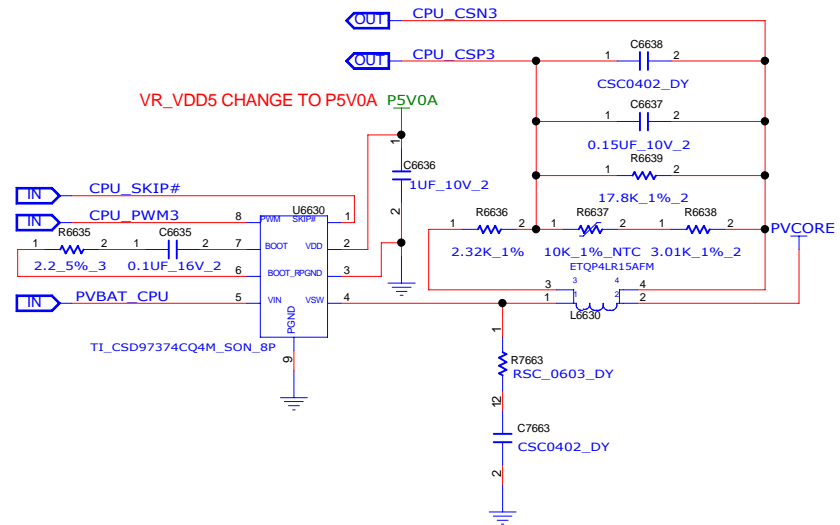 OUT CPU_CSN3
OUT CPU_CSP3
1 C6638 2
CSC0402_DY
VR_VDD5 CHANGE TO P5V0A P5V0A
1 C6637 2
0.15UF_10V_2
1
C6636
1UF_10V_2
2
1 R6639 2
17.8K_1%_2
IN CPU_SKIP#
IN CPU_PWM3
U6630
8 PWM SKIP# 1
1 R6635 2
2.2_5%_3
1 C6635 2
0.1UF_16V_2
7 BOOT VDD 2
6 BOOT_R PGND 3
IN PVBAT_CPU
5 VIN VSW 4
PGND
9
TI_CSD97374CQ4M_SON_8P
1 R6636 2
2.32K_1%
1 R6637 2
10K_1%_NTC
1 R6638 2
3.01K_1%_2
PVCORE
ETQP4LR15AFM
3 3 4 4
1 1 2 2
L6630
R7663
RSC_0603_DY
12
C7663
CSC0402_DY
2